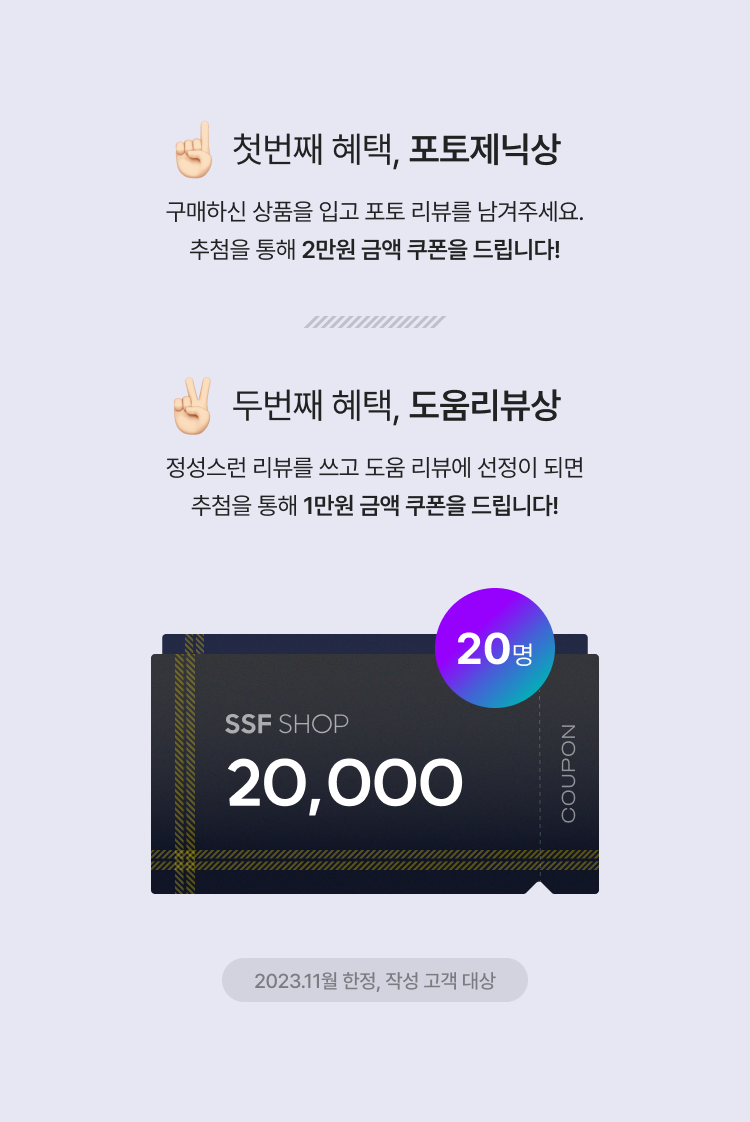 첫번째 혜택, 포토제닉상
구매하신 상품을 입고 포토 리뷰를 남겨주세요.
추첨을 통해 2만원 금액 쿠폰을 드립니다!
두번째 혜택, 도움리뷰상
정성스런 리뷰를 쓰고 도움 리뷰에 선정이 되면
추첨을 통해 1만원 금액 쿠폰을 드립니다!
20명
SSF SHOP
20,000
COUPON
2023.11월 한정, 작성 고객 대상